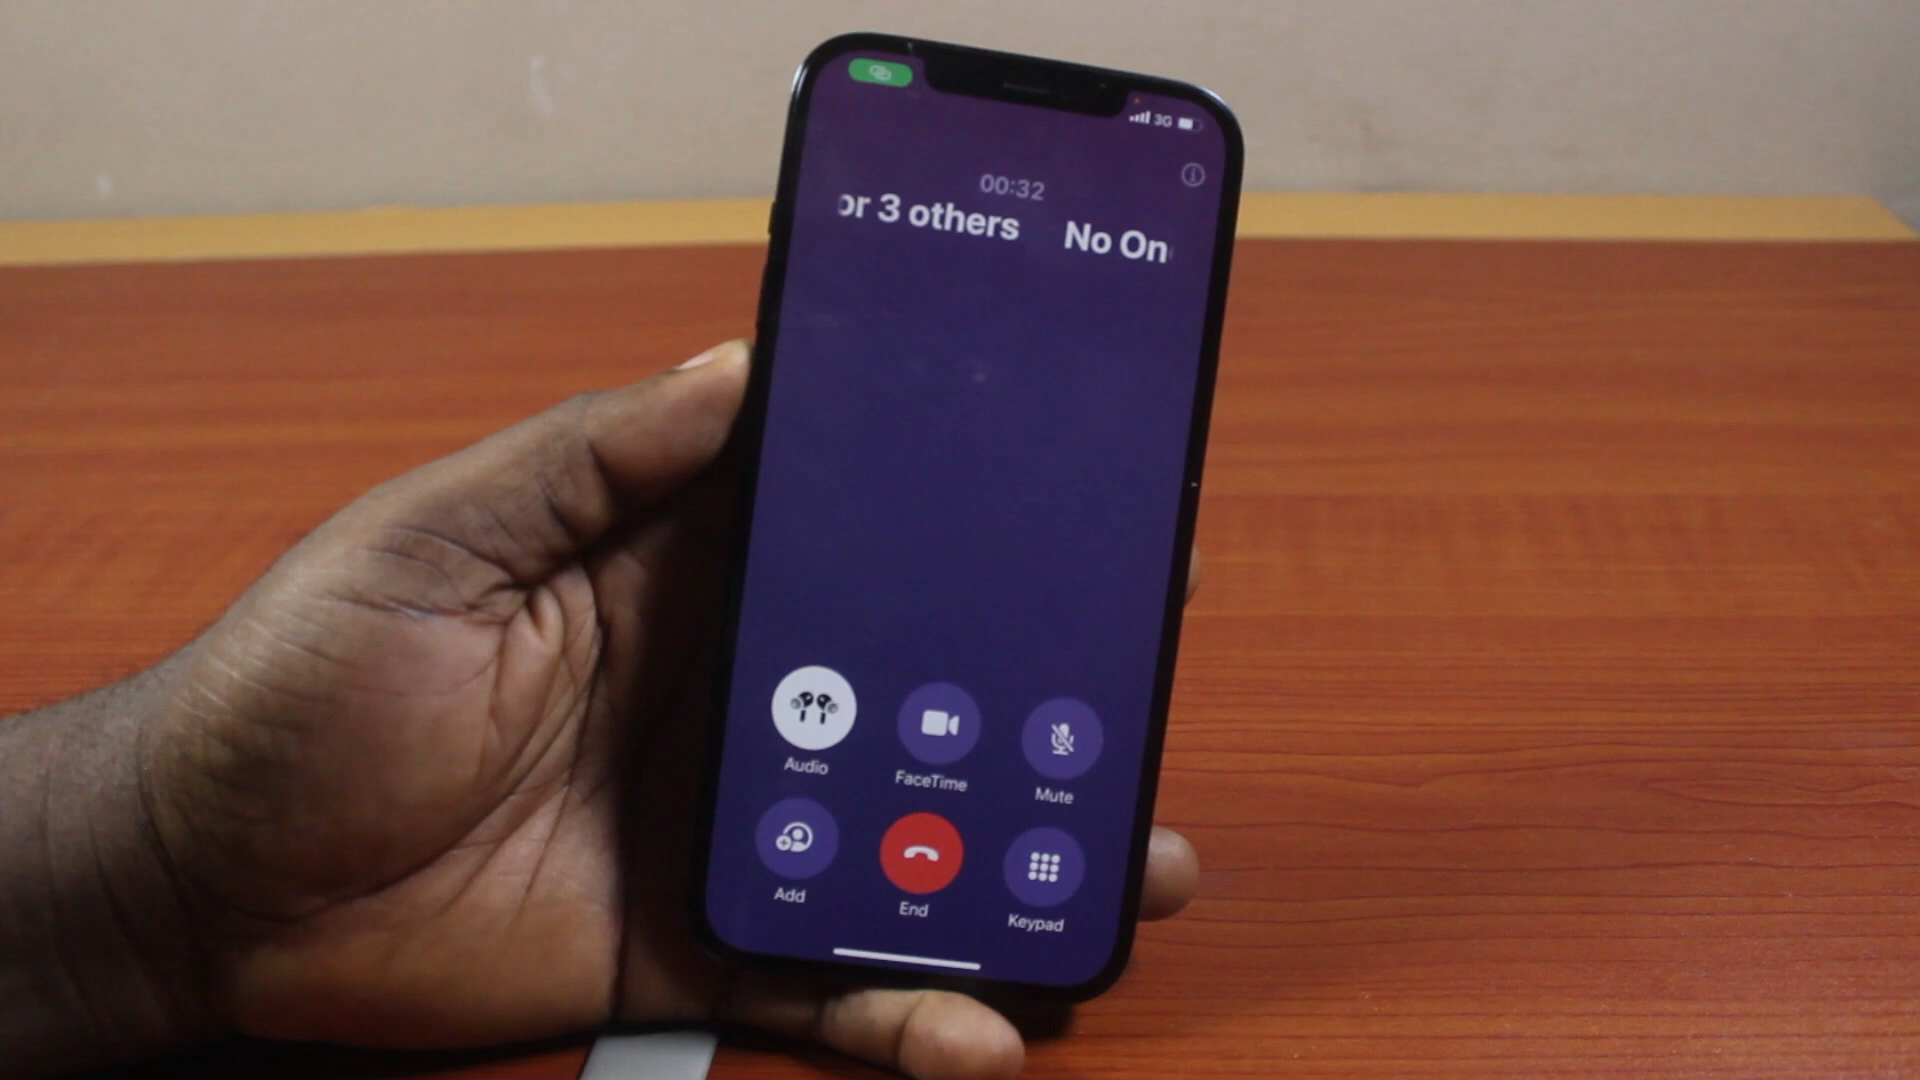 3G
00:32
or 3 others No On
Audio
FaceTime
Mute
Add
End
Keypad